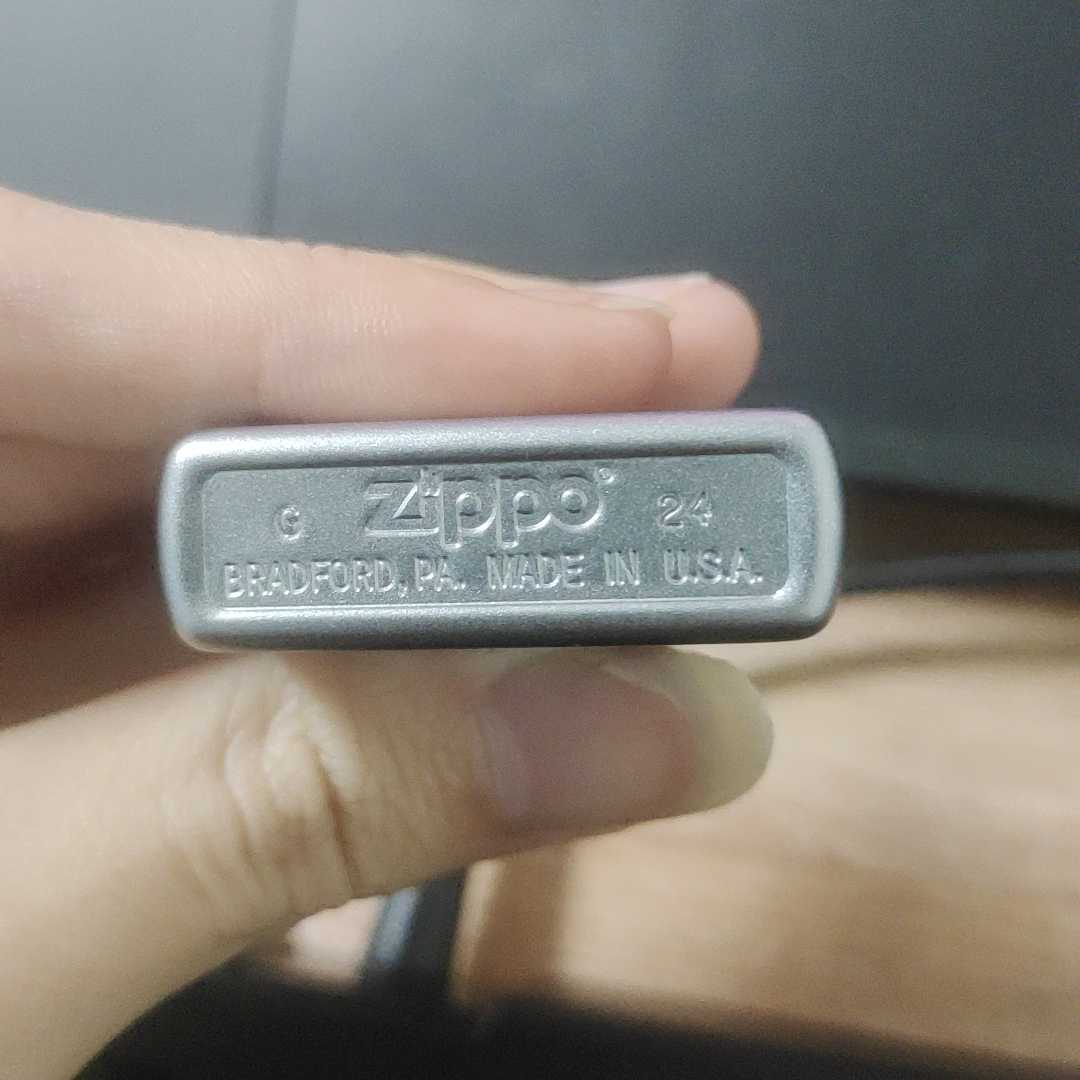 G Zippo® 24
BRADFORD, PA. MADE IN U.S.A.